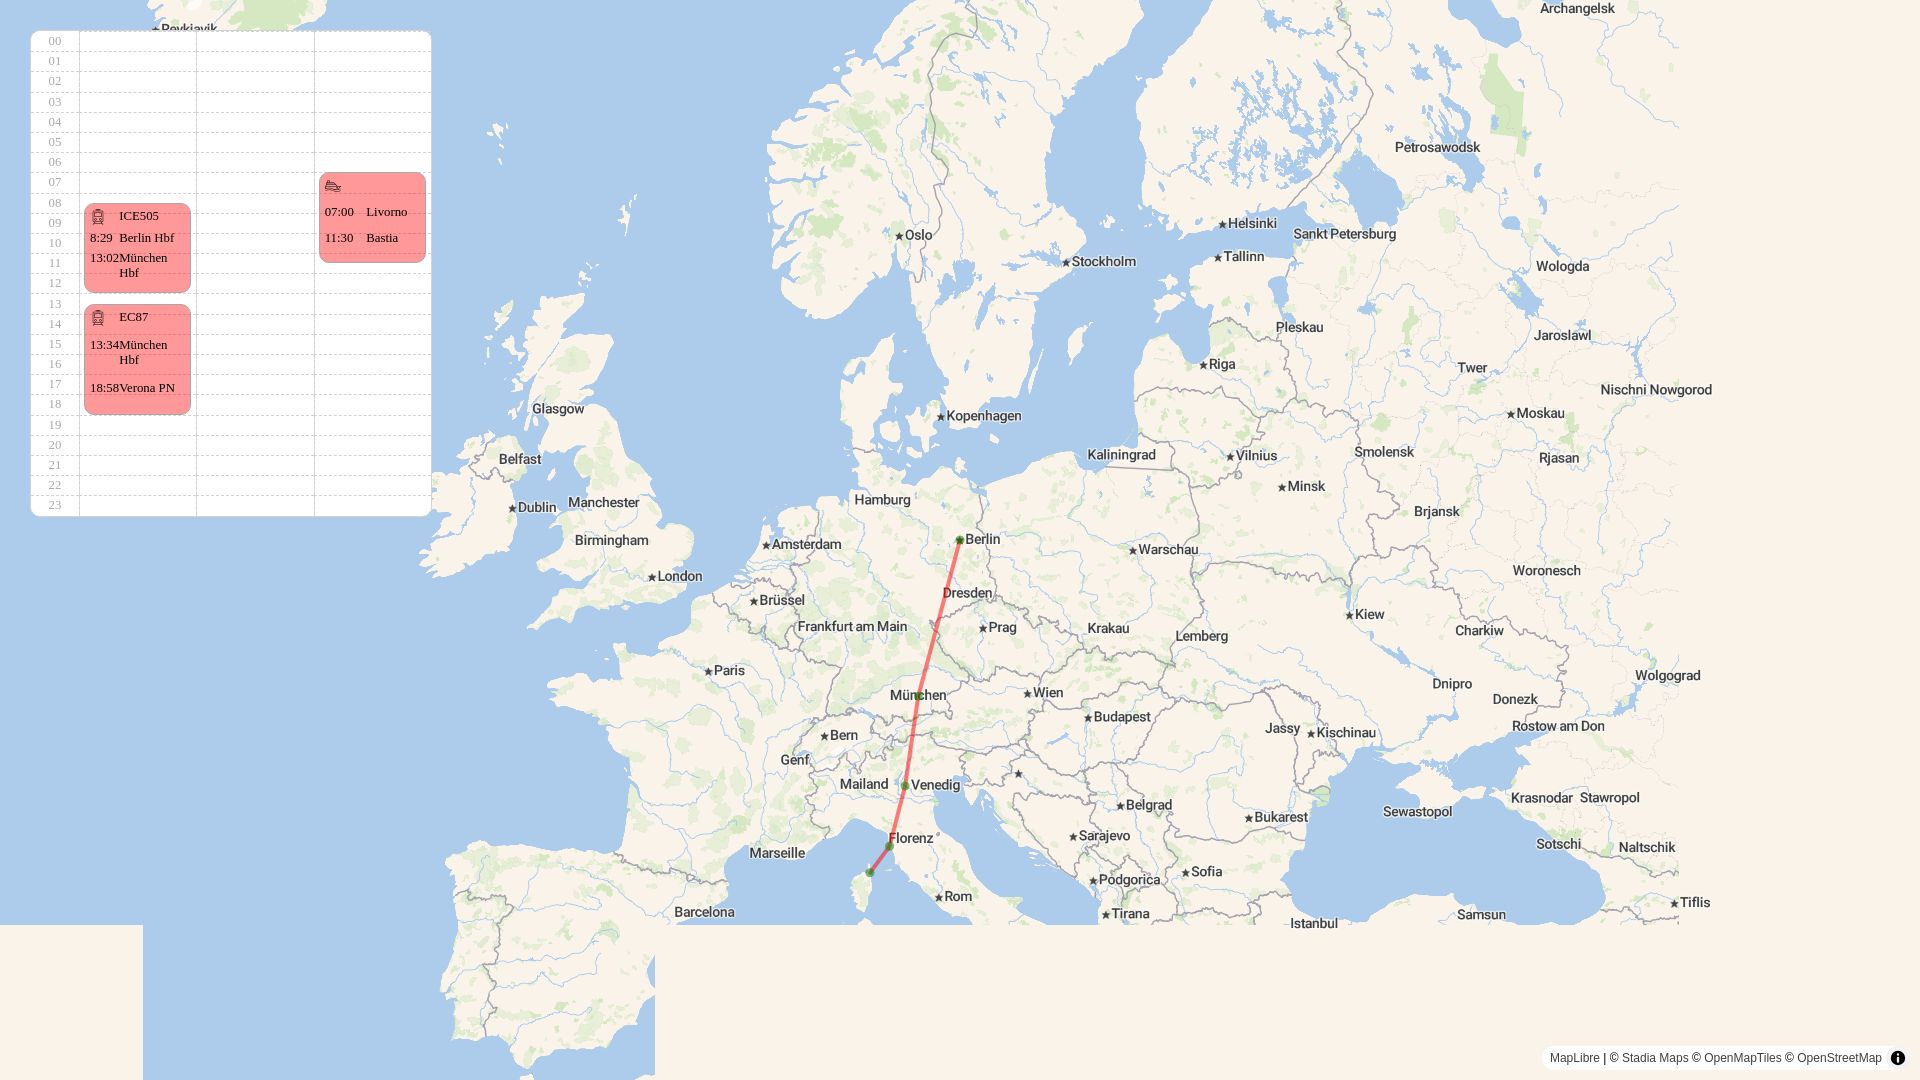 Reykjavik
Archangelsk
00
01
02
03
04
05
06
07
08
09
10
11
12
13
14
15
16
17
18
19
20
21
22
23
ICE505
8:29 Berlin Hbf
13:02 München
Hbf
EC87
13:34 München
Hbf
18:58 Verona PN
07:00 Livorno
11:30 Bastia
Petrosawodsk
Helsinki
Oslo
Sankt Petersburg
Tallinn
Stockholm
Wologda
Pleskau
Jaroslawl
Riga
Twer
Nischni Nowgorod
Glasgow
Kopenhagen
Moskau
Kaliningrad
Vilnius
Smolensk
Rjasan
Belfast
Minsk
Hamburg
Manchester
Dublin
Brjansk
Birmingham
Amsterdam
Berlin
Warschau
London
Woronesch
Dresden
Brüssel
Kiew
Frankfurt am Main
Prag
Krakau
Lemberg
Charkiw
Paris
Wolgograd
München
Wien
Dnipro
Donezk
Budapest
Jassy
Kischinau
Rostow am Don
Bern
Genf
Mailand
Venedig
Belgrad
Krasnodar
Stawropol
Bukarest
Sewastopol
Florenz
Sarajevo
Marseille
Sotschi
Naltschik
Podgorica
Sofia
Rom
Tiflis
Barcelona
Tirana
Istanbul
Samsun
MapLibre | © Stadia Maps © OpenMapTiles © OpenStreetMap